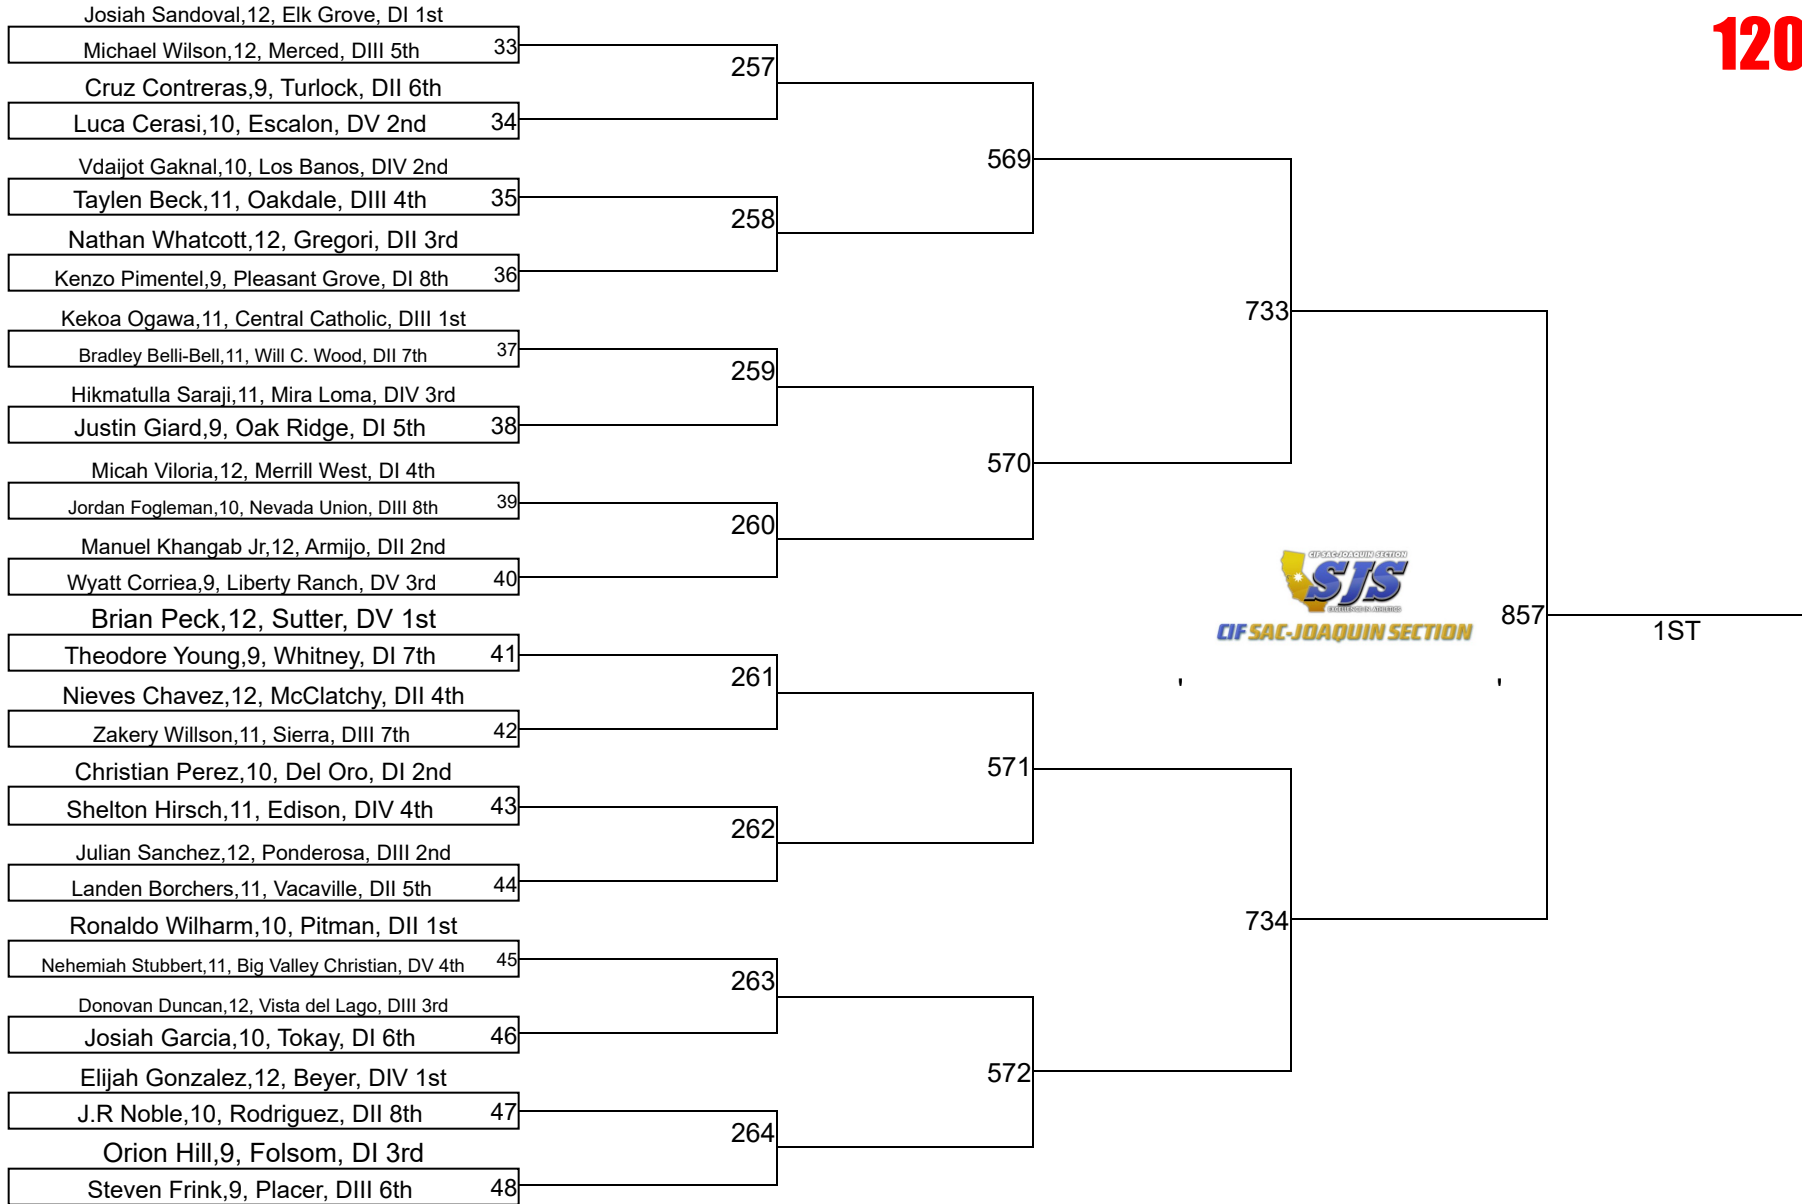 120
Josiah Sandoval,12, Elk Grove, DI 1st
Michael Wilson,12, Merced, DIII 5th 33
257
Cruz Contreras,9, Turlock, DII 6th
Luca Cerasi,10, Escalon, DV 2nd 34
569
Vdaijot Gaknal,10, Los Banos, DIV 2nd
Taylen Beck,11, Oakdale, DIII 4th 35
258
Nathan Whatcott,12, Gregori, DII 3rd
Kenzo Pimentel,9, Pleasant Grove, DI 8th 36
733
Kekoa Ogawa,11, Central Catholic, DIII 1st
Bradley Belli-Bell,11, Will C. Wood, DII 7th 37
259
Hikmatulla Saraji,11, Mira Loma, DIV 3rd
Justin Giard,9, Oak Ridge, DI 5th 38
570
Micah Viloria,12, Merrill West, DI 4th
Jordan Fogleman,10, Nevada Union, DIII 8th 39
260
Manuel Khangab Jr,12, Armijo, DII 2nd
Wyatt Corriea,9, Liberty Ranch, DV 3rd 40
CIF SAC-JOAQUIN SECTION
SJS
EXCELLENCE IN ATHLETICS
CIF SAC-JOAQUIN SECTION
857
1ST
Brian Peck,12, Sutter, DV 1st
Theodore Young,9, Whitney, DI 7th 41
261
Nieves Chavez,12, McClatchy, DII 4th
Zakery Willson,11, Sierra, DIII 7th 42
571
Christian Perez,10, Del Oro, DI 2nd
Shelton Hirsch,11, Edison, DIV 4th 43
262
Julian Sanchez,12, Ponderosa, DIII 2nd
Landen Borchers,11, Vacaville, DII 5th 44
734
Ronaldo Wilharm,10, Pitman, DII 1st
Nehemiah Stubbert,11, Big Valley Christian, DV 4th 45
263
Donovan Duncan,12, Vista del Lago, DIII 3rd
Josiah Garcia,10, Tokay, DI 6th 46
572
Elijah Gonzalez,12, Beyer, DIV 1st
J.R Noble,10, Rodriguez, DII 8th 47
264
Orion Hill,9, Folsom, DI 3rd
Steven Frink,9, Placer, DIII 6th 48